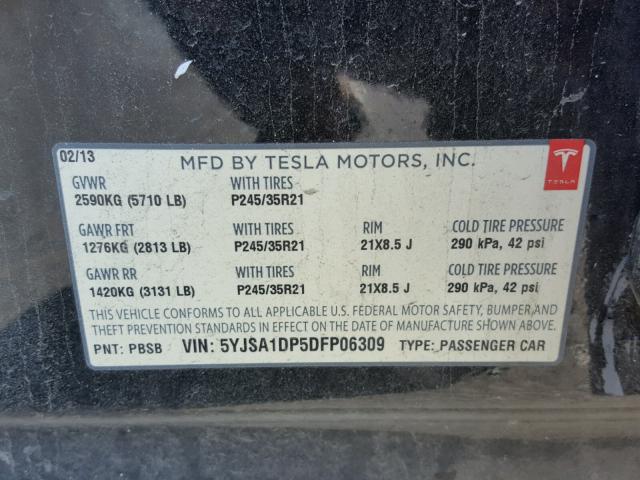 02/13
MFD BY TESLA MOTORS, INC.
TESLA
GVWR WITH TIRES
2590KG (5710 LB) P245/35R21
GAWR FRT WITH TIRES RIM COLD TIRE PRESSURE
1276KG (2813 LB) P245/35R21 21X8.5 J 290 kPa, 42 psi
GAWR RR WITH TIRES RIM COLD TIRE PRESSURE
1420KG (3131 LB) P245/35R21 21X8.5 J 290 kPa, 42 psi
THIS VEHICLE CONFORMS TO ALL APPLICABLE U.S. FEDERAL MOTOR SAFETY, BUMPER AND
THEFT PREVENTION STANDARDS IN EFFECT ON THE DATE OF MANUFACTURE SHOWN ABOVE.
PNT: PBSB VIN: 5YJSA1DP5DFP06309 TYPE: PASSENGER CAR